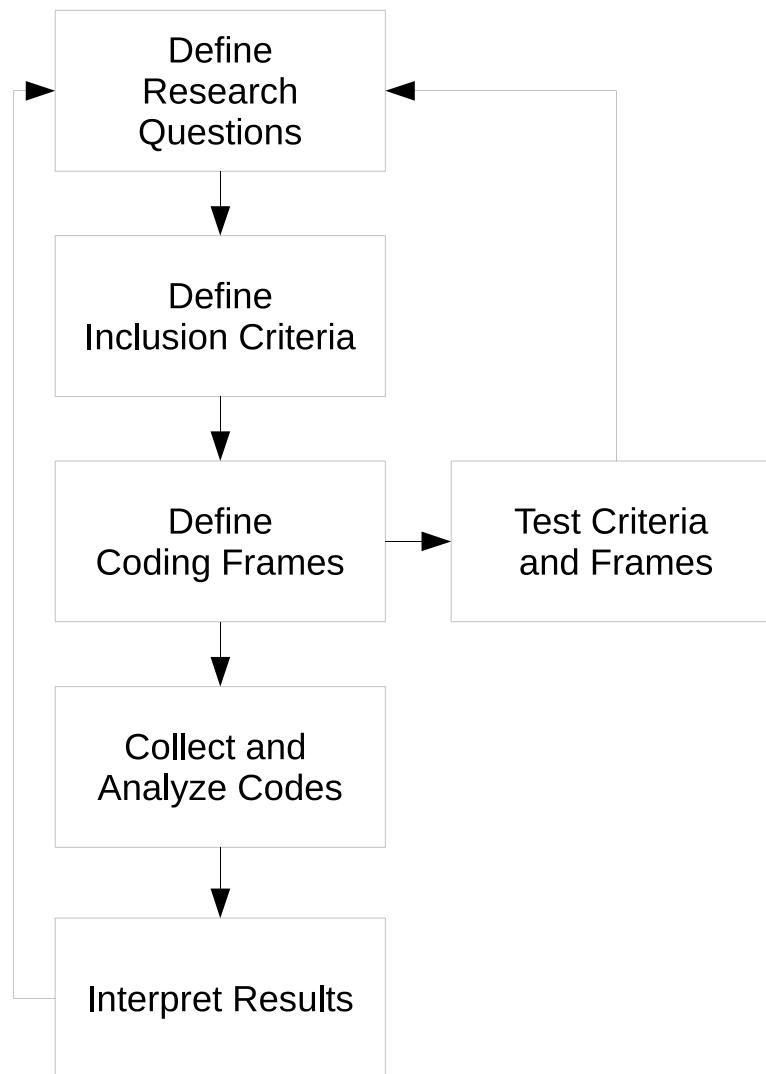 Define
Research
Questions
Define
Inclusion Criteria
Define
Coding Frames
Test Criteria
and Frames
Collect and
Analyze Codes
Interpret Results